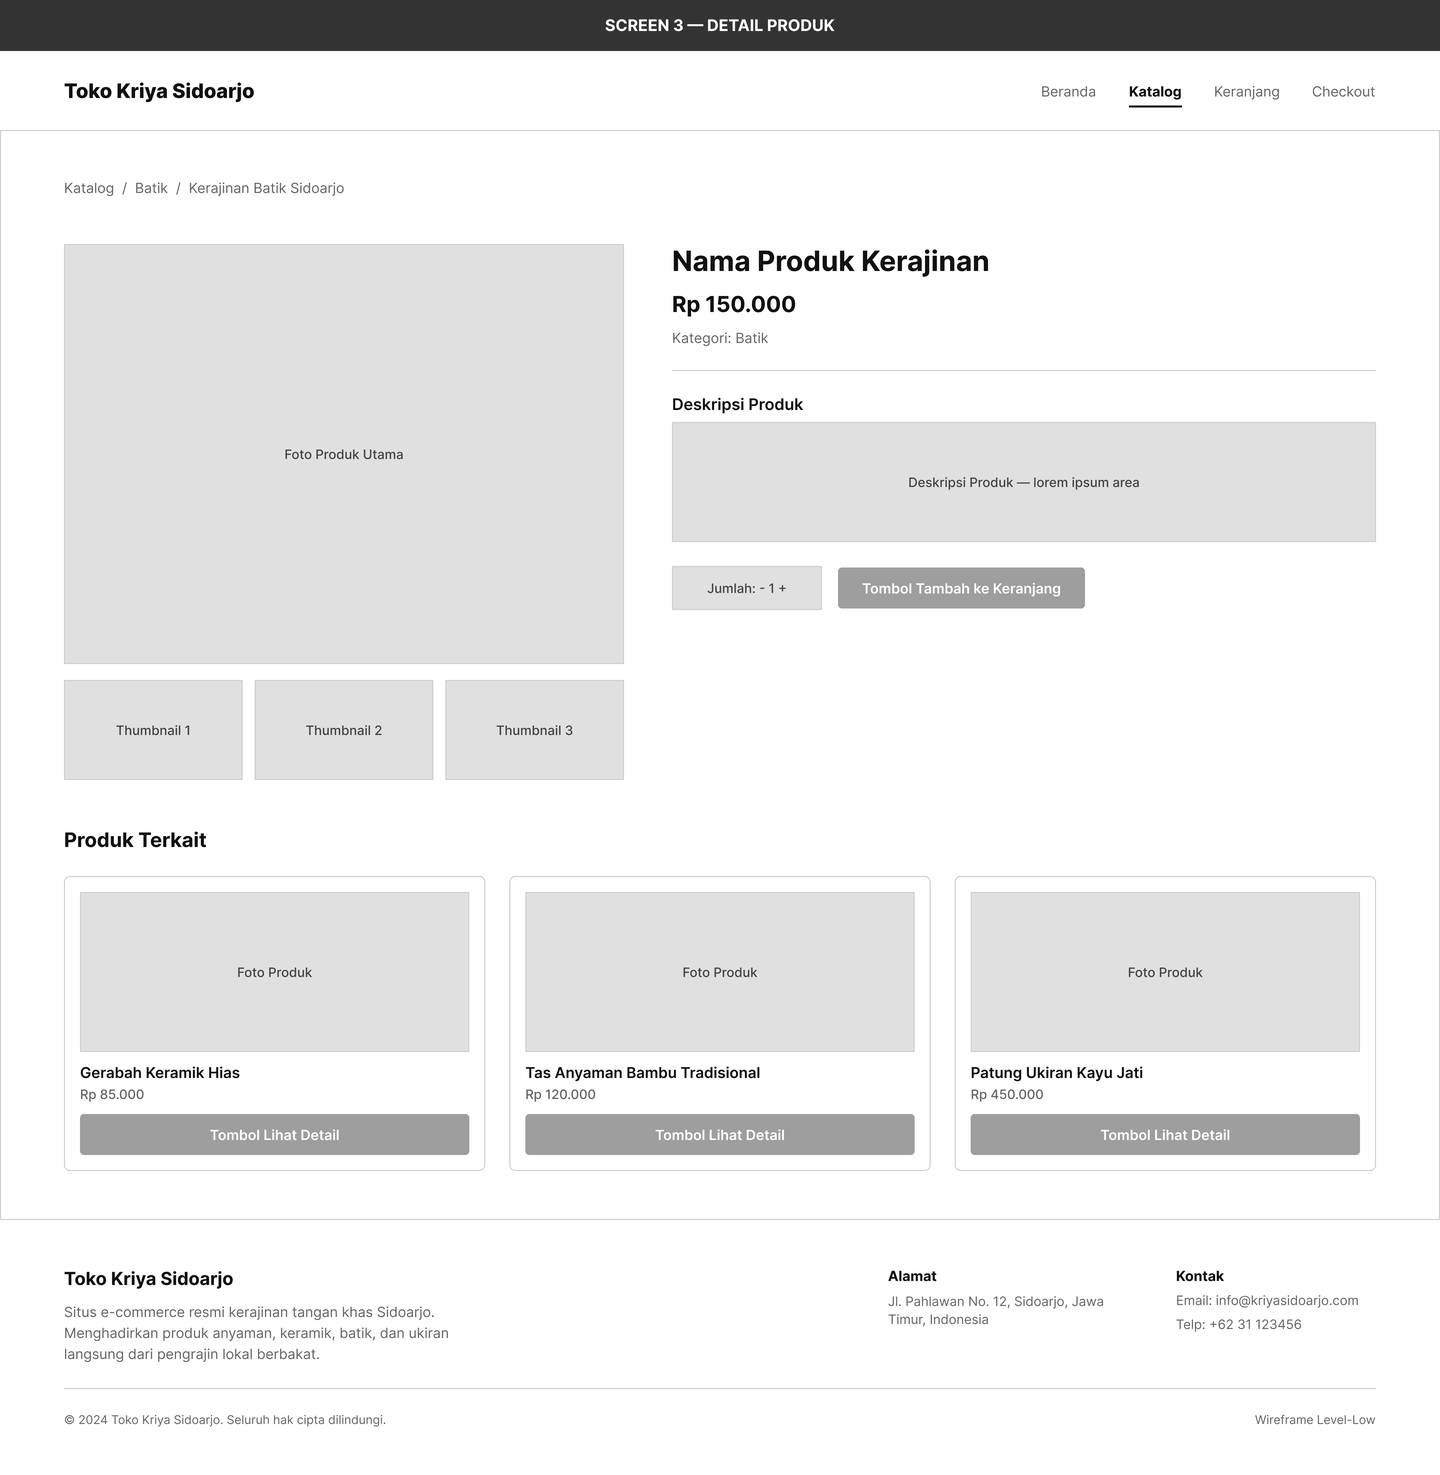 SCREEN 3 — DETAIL PRODUK
Toko Kriya Sidoarjo
Beranda Katalog Keranjang Checkout
Katalog / Batik / Kerajinan Batik Sidoarjo
Foto Produk Utama
Thumbnail 1
Thumbnail 2
Thumbnail 3
Nama Produk Kerajinan
Rp 150.000
Kategori: Batik
Deskripsi Produk
Deskripsi Produk — lorem ipsum area
Jumlah: - 1 +
Tombol Tambah ke Keranjang
Produk Terkait
Foto Produk
Gerabah Keramik Hias
Rp 85.000
Tombol Lihat Detail
Foto Produk
Tas Anyaman Bambu Tradisional
Rp 120.000
Tombol Lihat Detail
Foto Produk
Patung Ukiran Kayu Jati
Rp 450.000
Tombol Lihat Detail
Toko Kriya Sidoarjo
Situs e-commerce resmi kerajinan tangan khas Sidoarjo.
Menghadirkan produk anyaman, keramik, batik, dan ukiran
langsung dari pengrajin lokal berbakat.
Alamat
Jl. Pahlawan No. 12, Sidoarjo, Jawa
Timur, Indonesia
Kontak
Email: info@kriyasidoarjo.com
Telp: +62 31 123456
© 2024 Toko Kriya Sidoarjo. Seluruh hak cipta dilindungi.
Wireframe Level-Low